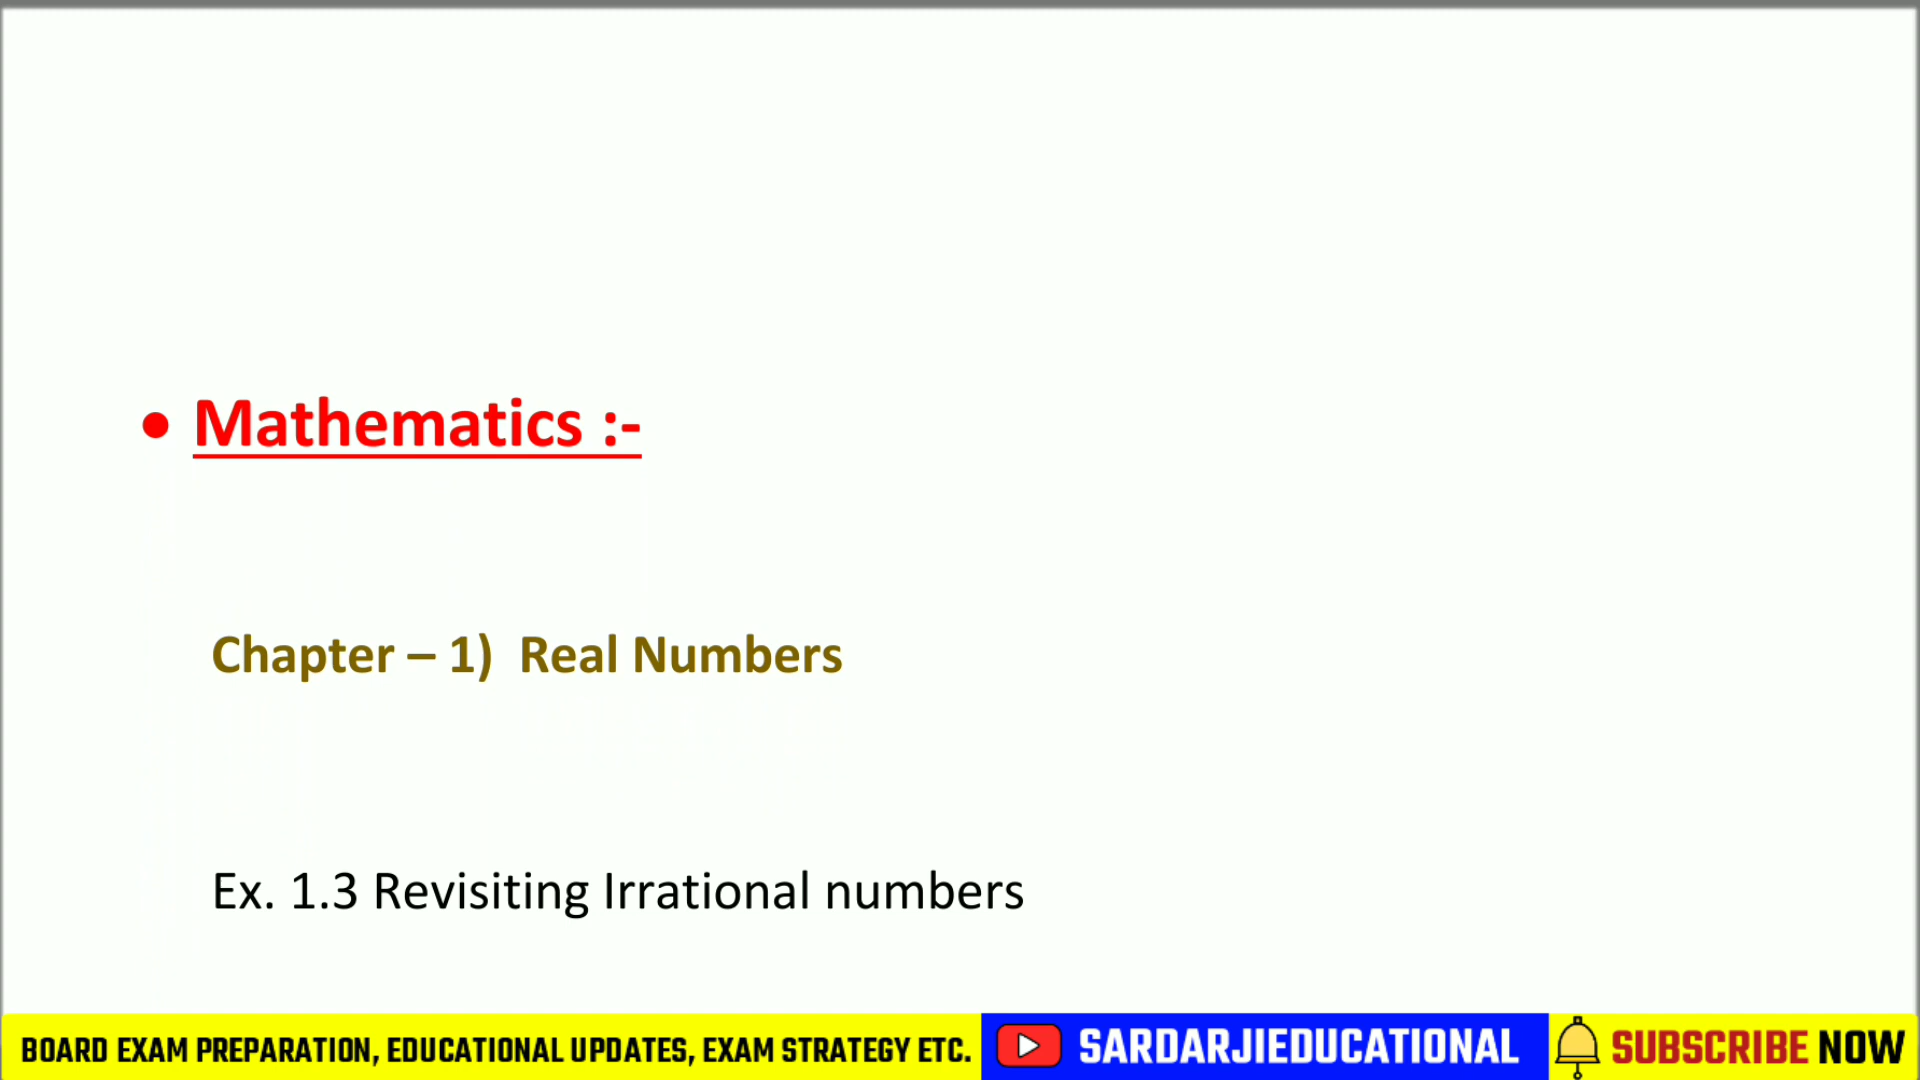 • Mathematics :-
Chapter – 1)  Real Numbers
Ex. 1.3 Revisiting Irrational numbers
BOARD EXAM PREPARATION, EDUCATIONAL UPDATES, EXAM STRATEGY ETC. SARDARJIEDUCATIONAL SUBSCRIBE NOW